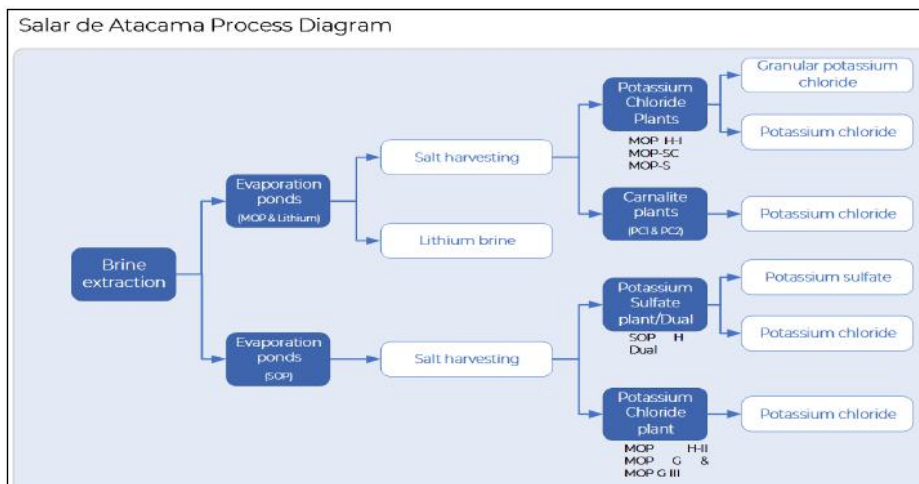 Salar de Atacama Process Diagram
Brine
extraction
Evaporation
ponds
(MOP & Lithium)
Salt harvesting
Lithium brine
Potassium
Chloride
Plants
MOP H-I
MOP-SC
MOP-S
Granular potassium
chloride
Potassium chloride
Carnalite
plants
(PC1 & PC2)
Potassium chloride
Evaporation
ponds
(SOP)
Salt harvesting
Potassium
Sulfate
plant/Dual
SOP H
Dual
Potassium sulfate
Potassium chloride
Potassium
Chloride
plant
MOP H-II
MOP G &
MOP G III
Potassium chloride